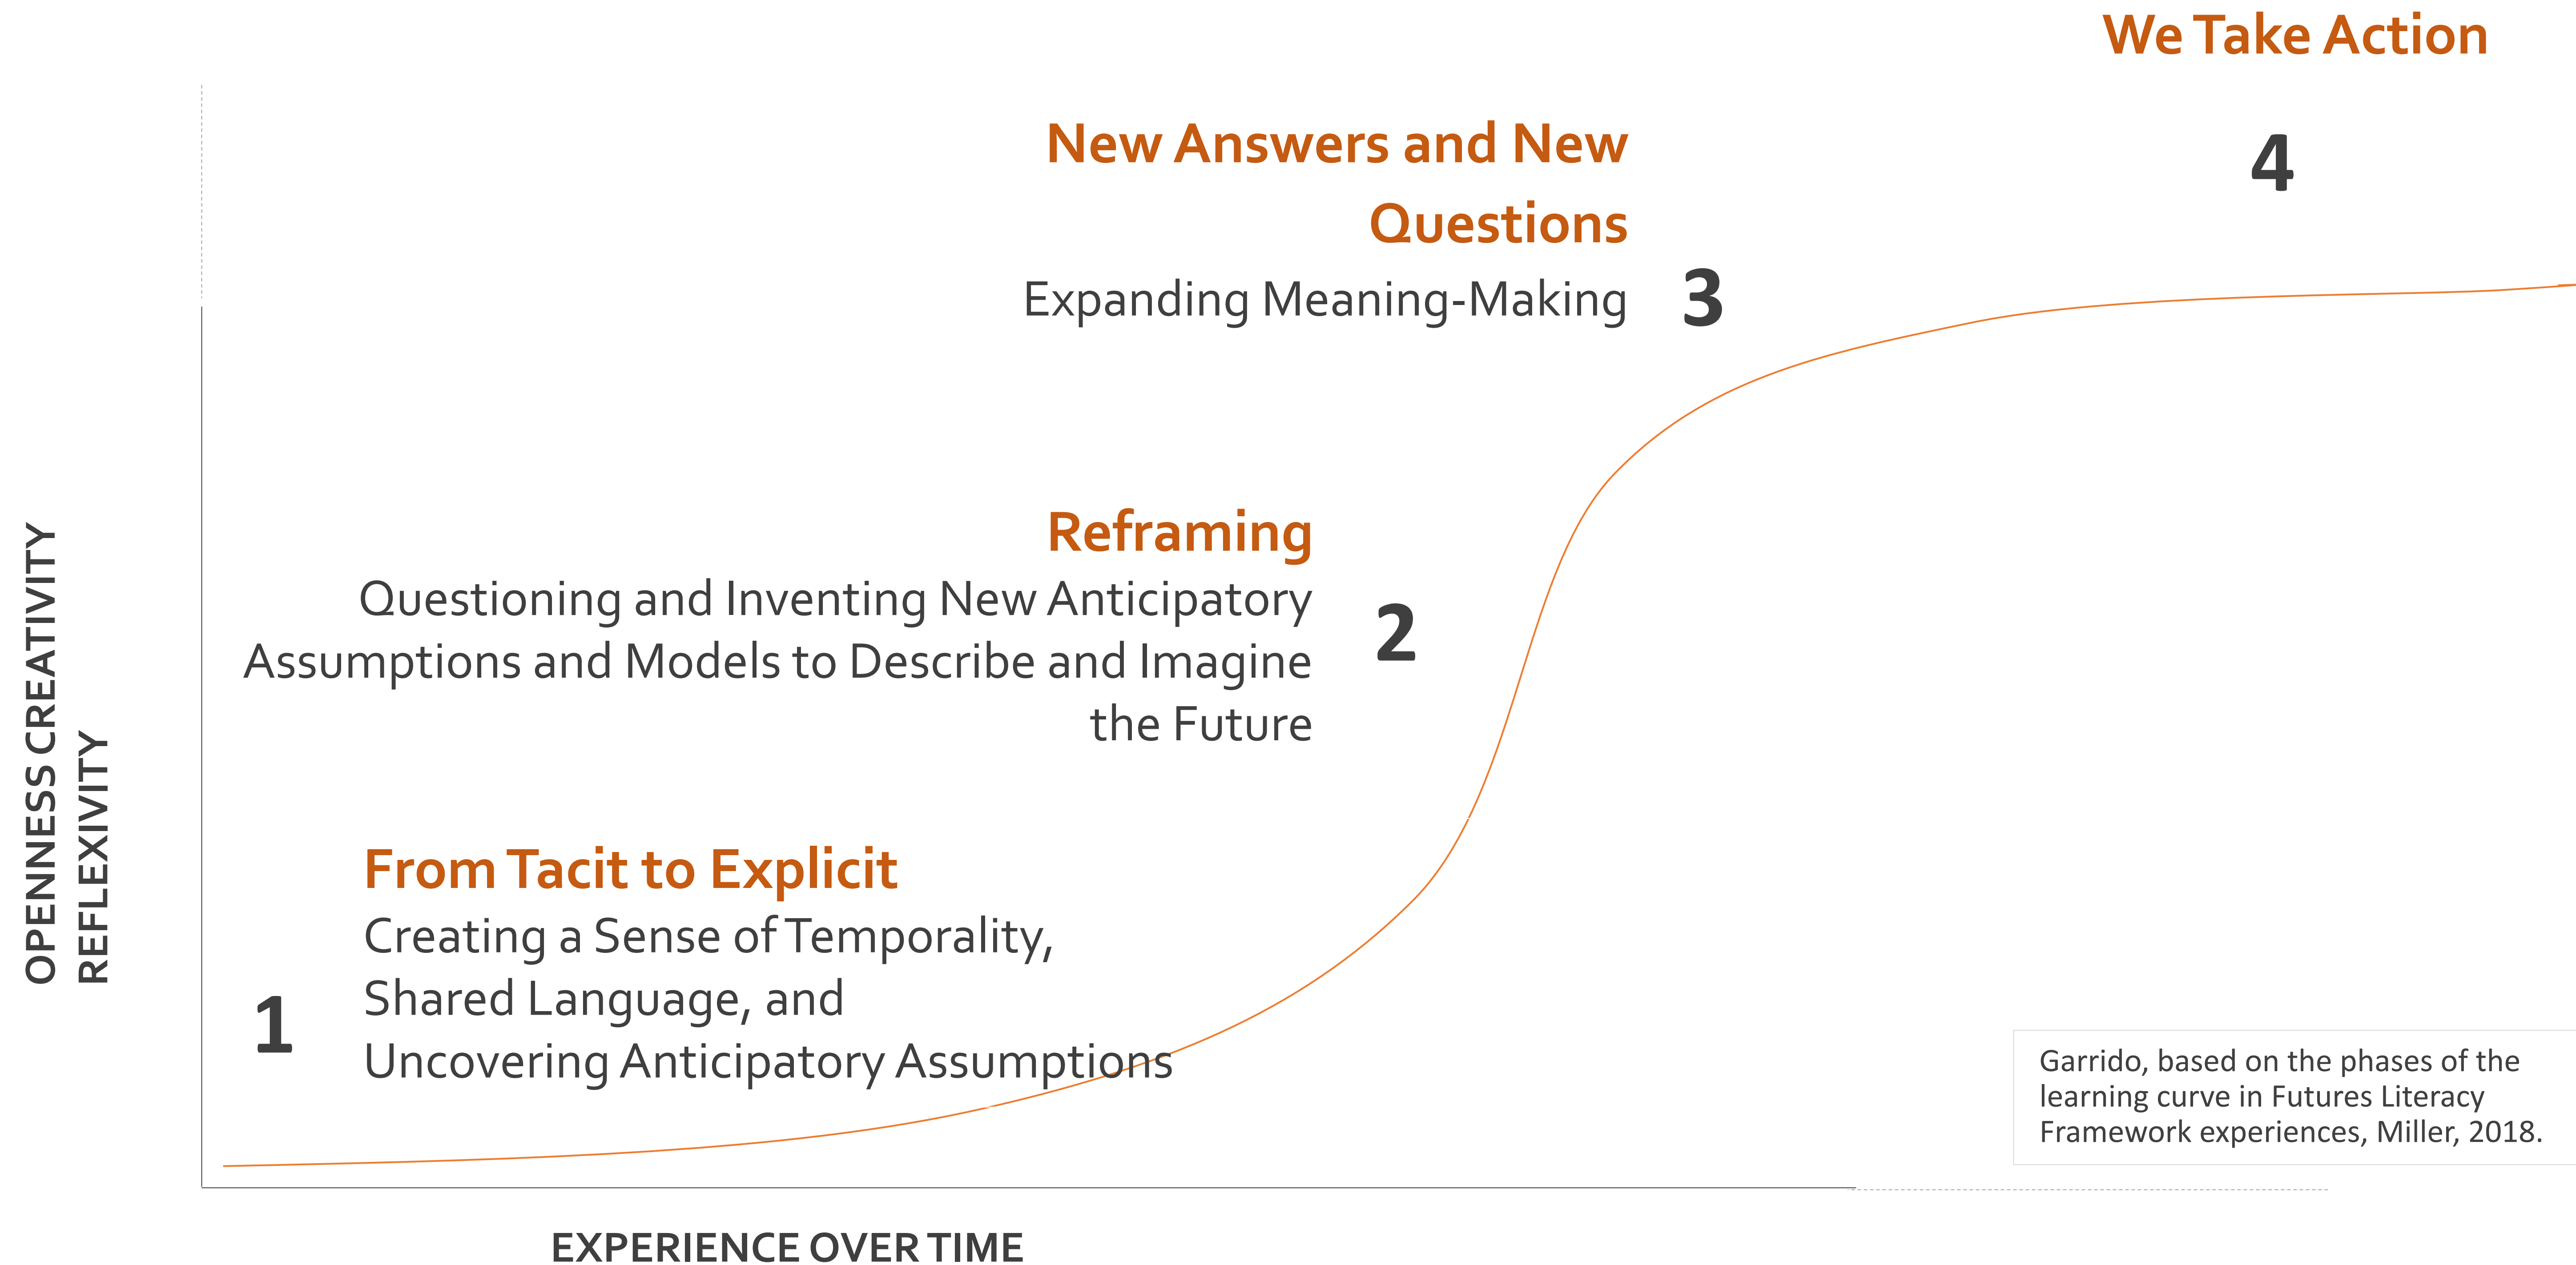 We Take Action
4
New Answers and New
Questions
Expanding Meaning-Making
3
Reframing
Questioning and Inventing New Anticipatory
Assumptions and Models to Describe and Imagine
the Future
2
From Tacit to Explicit
Creating a Sense of Temporality,
Shared Language, and
Uncovering Anticipatory Assumptions
1
OPENNESS CREATIVITY
REFLEXIVITY
EXPERIENCE OVER TIME
Garrido, based on the phases of the
learning curve in Futures Literacy
Framework experiences, Miller, 2018.